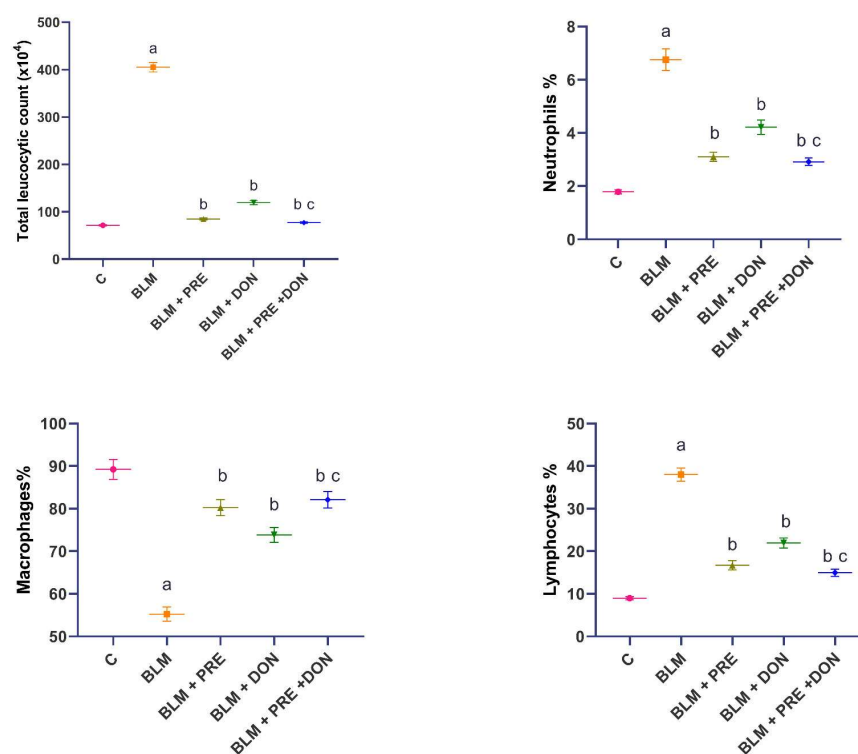 Total leucocytic count (x10⁴)
500
400
300
200
100
0
a
b
b
b c
C
BLM
BLM + PRE
BLM + DON
BLM + PRE +DON
Neutrophils %
8
6
4
2
0
a
b
b
b c
C
BLM
BLM + PRE
BLM + DON
BLM + PRE +DON
Macrophages%
100
90
80
70
60
50
a
b
b
b c
C
BLM
BLM + PRE
BLM + DON
BLM + PRE +DON
Lymphocytes %
50
40
30
20
10
0
a
b
b
b c
C
BLM
BLM + PRE
BLM + DON
BLM + PRE +DON